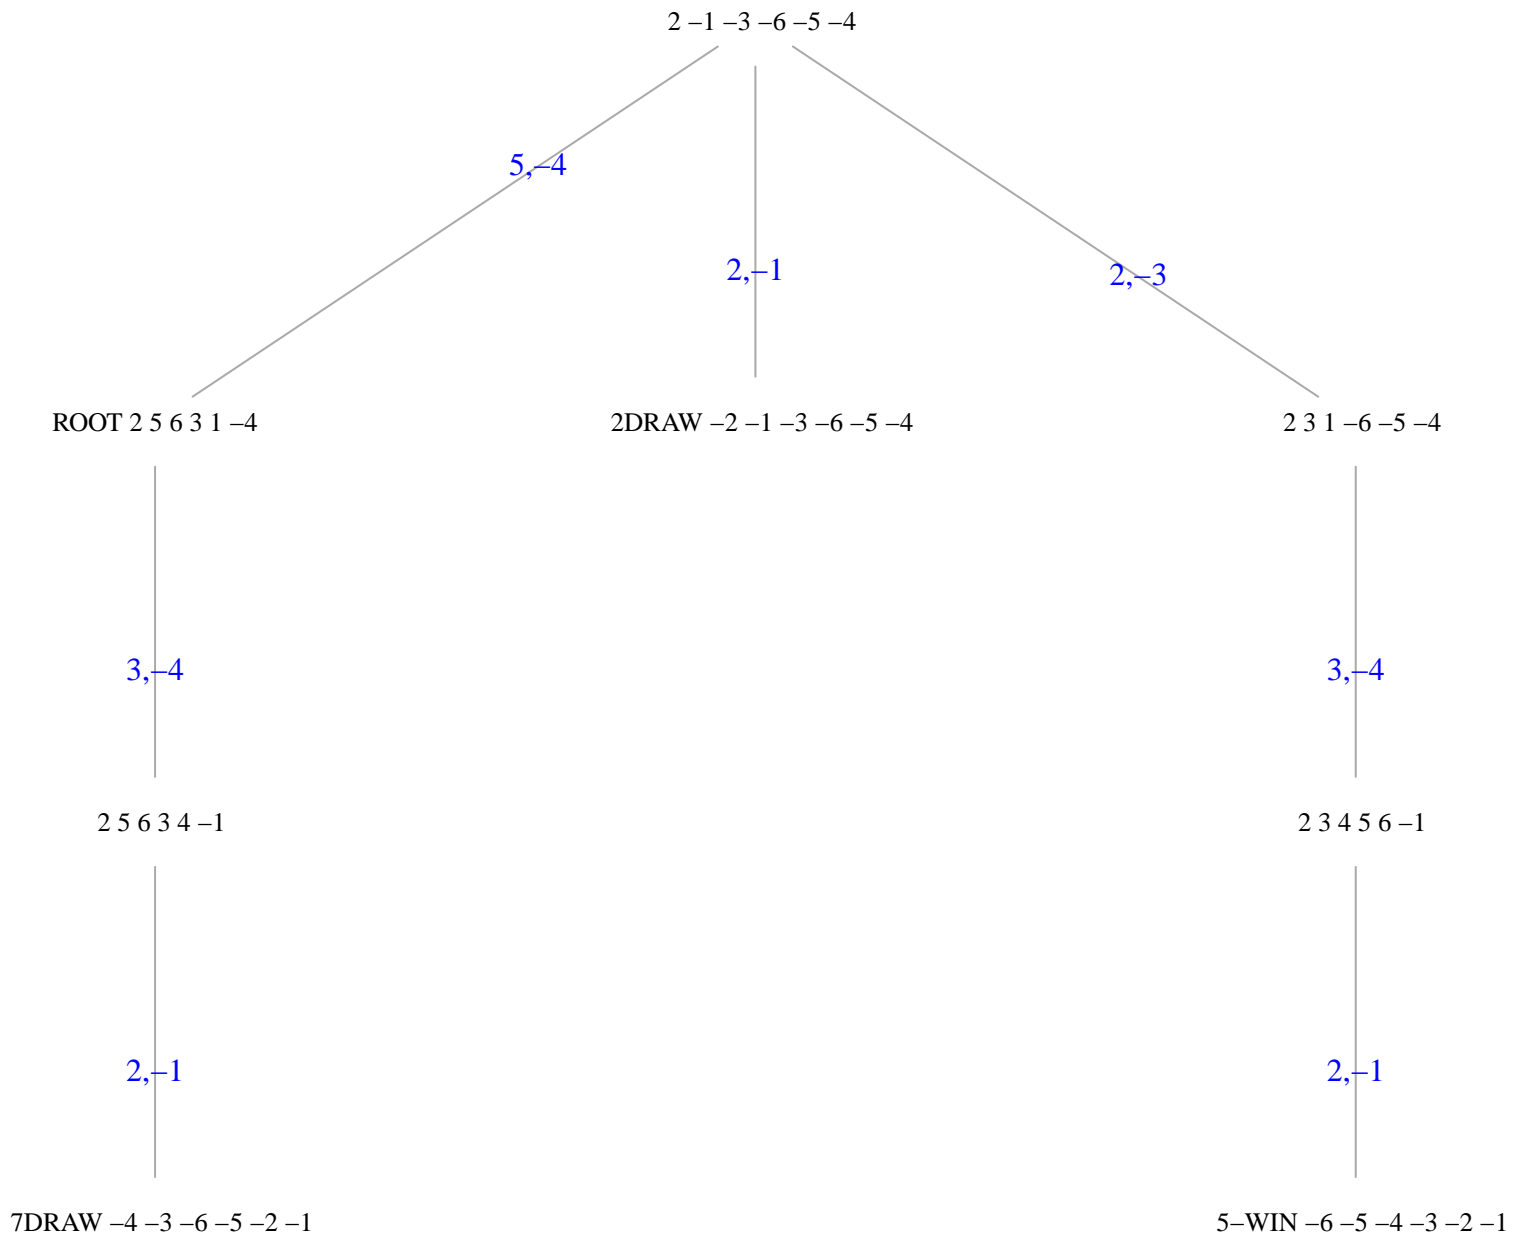 2 –1 –3 –6 –5 –4
5,–4
2,–1
2,–3
ROOT 2 5 6 3 1 –4
2DRAW –2 –1 –3 –6 –5 –4
2 3 1 –6 –5 –4
3,–4
3,–4
2 5 6 3 4 –1
2 3 4 5 6 –1
2,–1
2,–1
7DRAW –4 –3 –6 –5 –2 –1
5–WIN –6 –5 –4 –3 –2 –1